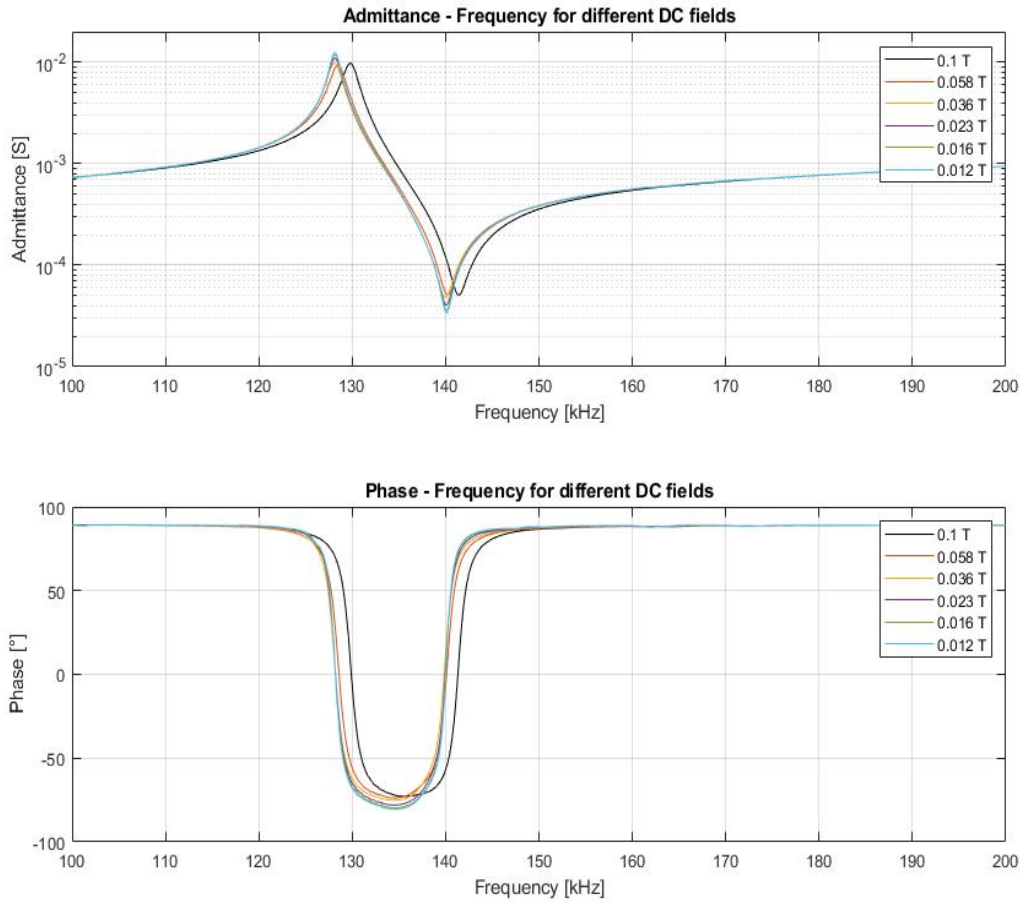 Admittance - Frequency for different DC fields
10⁻²
10⁻³
10⁻⁴
10⁻⁵
Admittance [S]
0.1 T
0.058 T
0.036 T
0.023 T
0.016 T
0.012 T
100 110 120 130 140 150 160 170 180 190 200
Frequency [kHz]
Phase - Frequency for different DC fields
100
50
0
-50
-100
Phase [°]
0.1 T
0.058 T
0.036 T
0.023 T
0.016 T
0.012 T
100 110 120 130 140 150 160 170 180 190 200
Frequency [kHz]